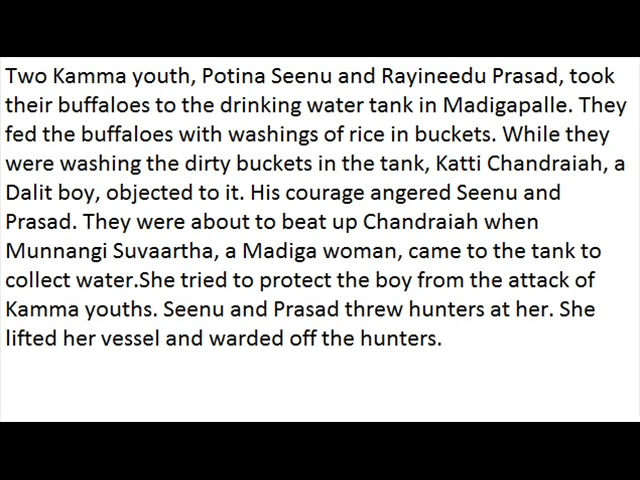 Two Kamma youth, Potina Seenu and Rayineedu Prasad, took
their buffaloes to the drinking water tank in Madigapalle. They
fed the buffaloes with washings of rice in buckets. While they
were washing the dirty buckets in the tank, Katti Chandraiah, a
Dalit boy, objected to it. His courage angered Seenu and
Prasad. They were about to beat up Chandraiah when
Munnangi Suvaartha, a Madiga woman, came to the tank to
collect water.She tried to protect the boy from the attack of
Kamma youths. Seenu and Prasad threw hunters at her. She
lifted her vessel and warded off the hunters.